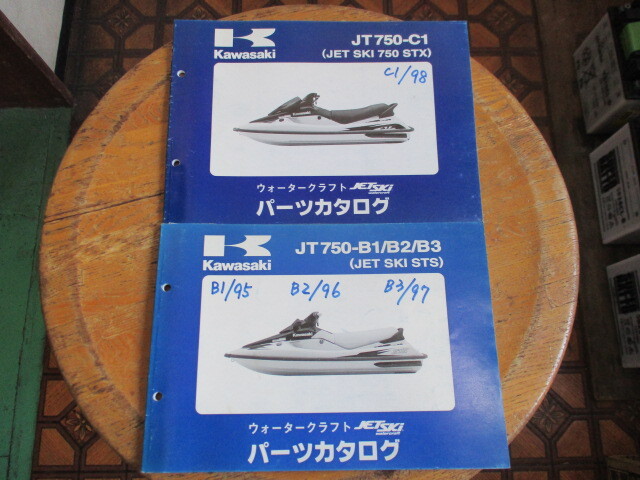 Kawasaki
JT750-C1
(JET SKI 750 STX)
C1/98
ウォータークラフト JET SKI
パーツカタログ
Kawasaki
JT750-B1/B2/B3
(JET SKI STS)
B1/95 B2/96 B3/97
ウォータークラフト JET SKI
パーツカタログ